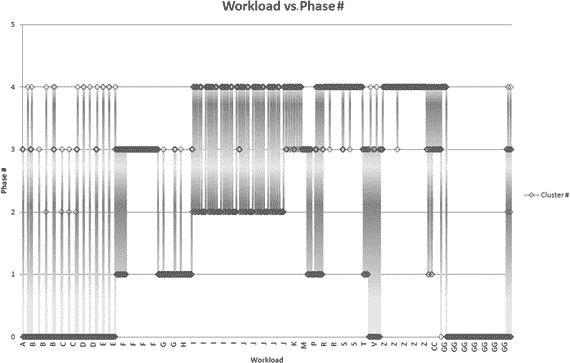 Workload vs.Phase #
5
4
3
2
1
0
Phase #
A B B B C C D D E E F F F F G G H I I I I I J J J J J K M P R R S S T V Z Z Z Z Z CC GG GG GG GG GG GG GG
Workload
Cluster #